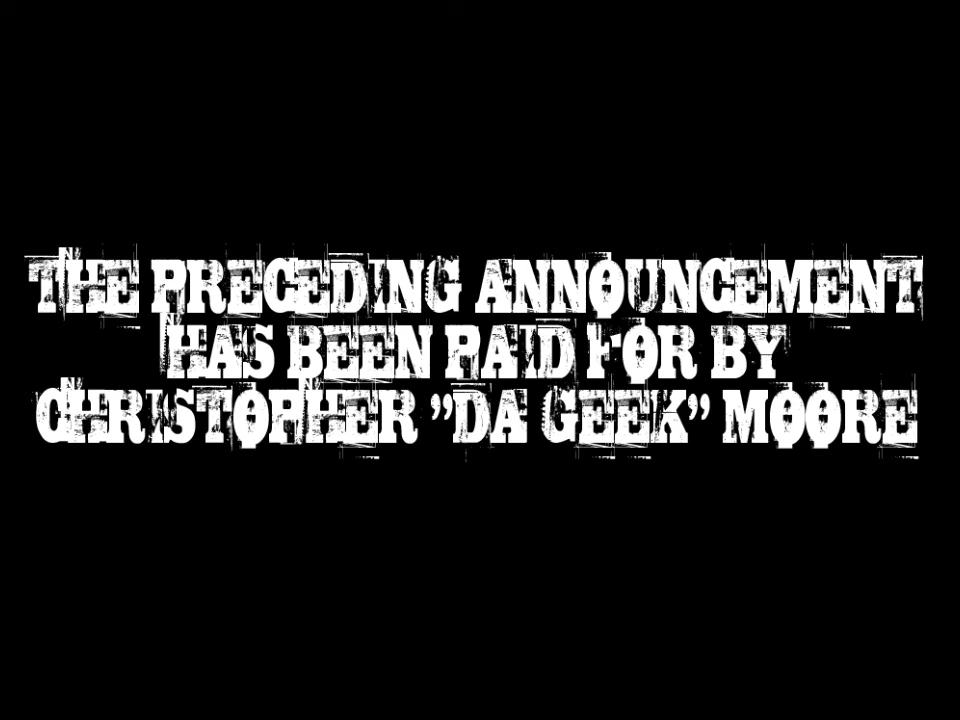 THE PRECEDING ANNOUNCEMENT
HAS BEEN PAID FOR BY
CHRISTOPHER "DA GEEK" MOORE